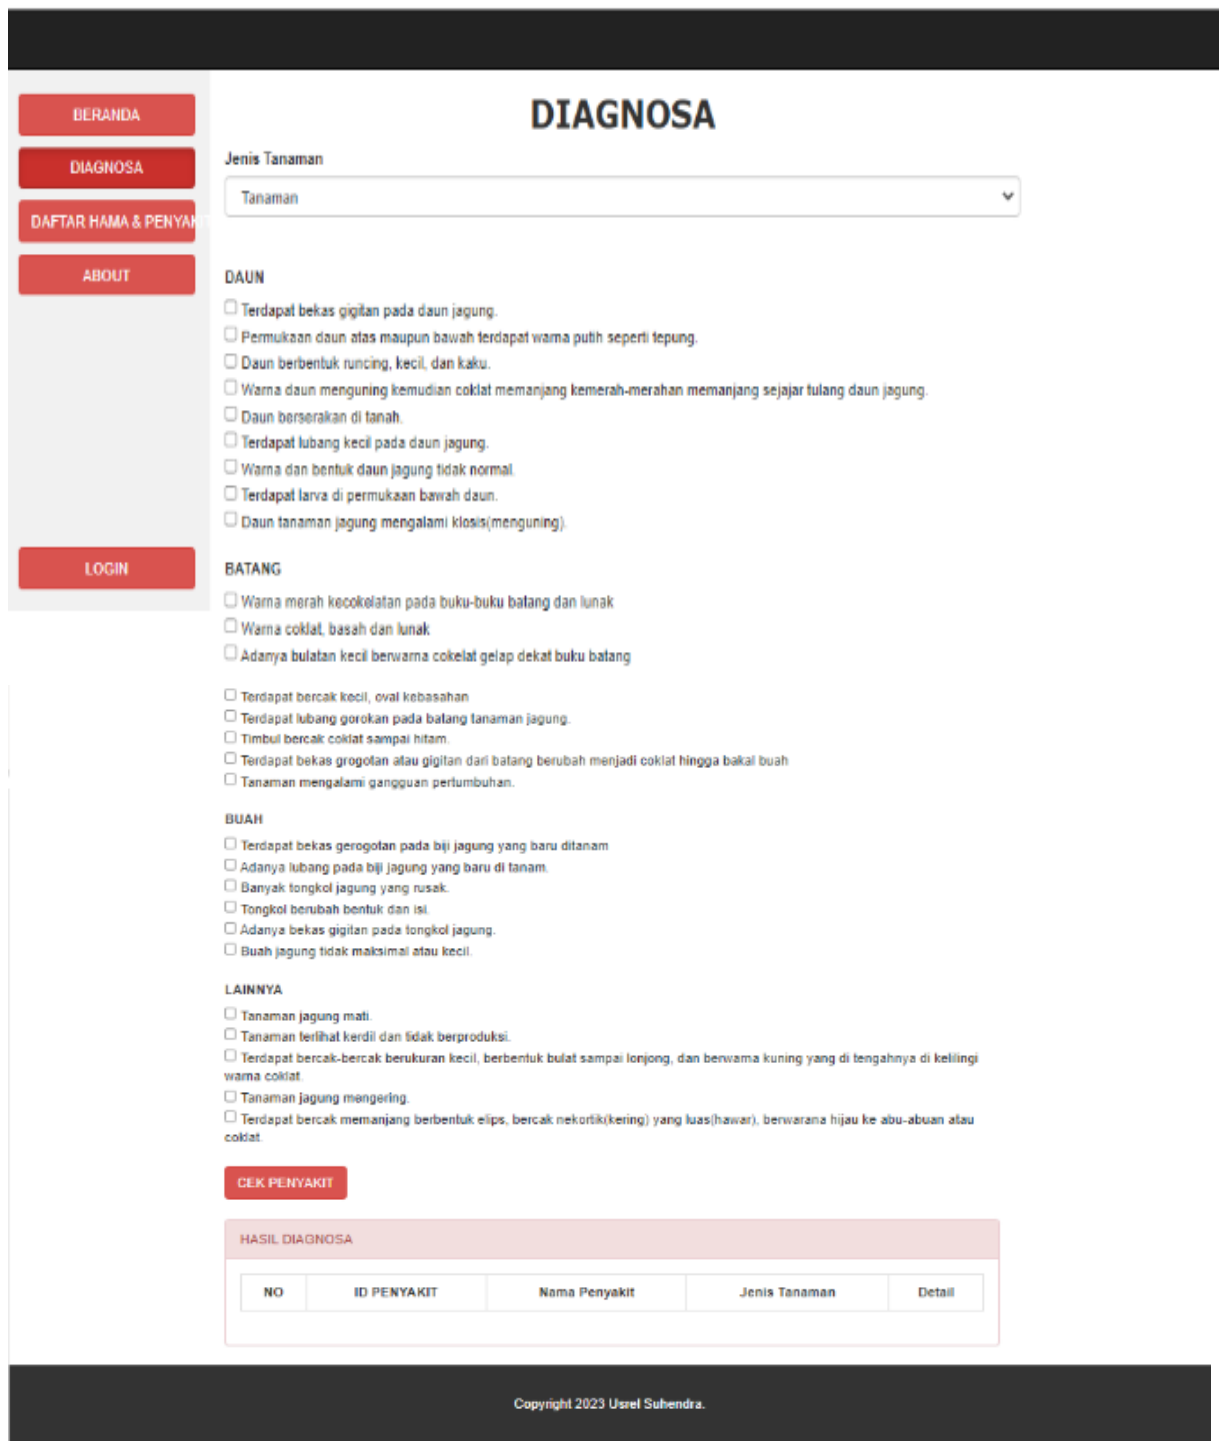 BERANDA
DIAGNOSA
DAFTAR HAMA & PENYAKIT
ABOUT
LOGIN
DIAGNOSA
Jenis Tanaman
Tanaman
DAUN
Terdapat bekas gigitan pada daun jagung.
Permukaan daun atas maupun bawah terdapat warna putih seperti tepung.
Daun berbentuk runcing, kecil, dan kaku.
Warna daun menguning kemudian coklat memanjang kemerah-merahan memanjang sejajar tulang daun jagung.
Daun berserakan di tanah.
Terdapat lubang kecil pada daun jagung.
Warna dan bentuk daun jagung tidak normal.
Terdapat larva di permukaan bawah daun.
Daun tanaman jagung mengalami klosis(menguning).
BATANG
Warna merah kecokelatan pada buku-buku batang dan lunak
Warna coklat, basah dan lunak
Adanya bulatan kecil berwarna cokelat gelap dekat buku batang
Terdapat bercak kecil, oval kebasahan
Terdapat lubang gorokan pada batang tanaman jagung.
Timbul bercak coklat sampai hitam.
Terdapat bekas grogotan atau gigitan dari batang berubah menjadi coklat hingga bakal buah
Tanaman mengalami gangguan pertumbuhan.
BUAH
Terdapat bekas gerogotan pada biji jagung yang baru ditanam
Adanya lubang pada biji jagung yang baru di tanam.
Banyak tongkol jagung yang rusak.
Tongkol berubah bentuk dan isi.
Adanya bekas gigitan pada tongkol jagung.
Buah jagung tidak maksimal atau kecil.
LAINNYA
Tanaman jagung mati.
Tanaman terlihat kerdil dan tidak berproduksi.
Terdapat bercak-bercak berukuran kecil, berbentuk bulat sampai lonjong, dan berwarna kuning yang di tengahnya di kelilingi
warna coklat.
Tanaman jagung mengering.
Terdapat bercak memanjang berbentuk elips, bercak nekortik(kering) yang luas(hawar), berwarana hijau ke abu-abuan atau
coklat.
CEK PENYAKIT
HASIL DIAGNOSA
NO ID PENYAKIT Nama Penyakit Jenis Tanaman Detail
Copyright 2023 Usrel Suhendra.